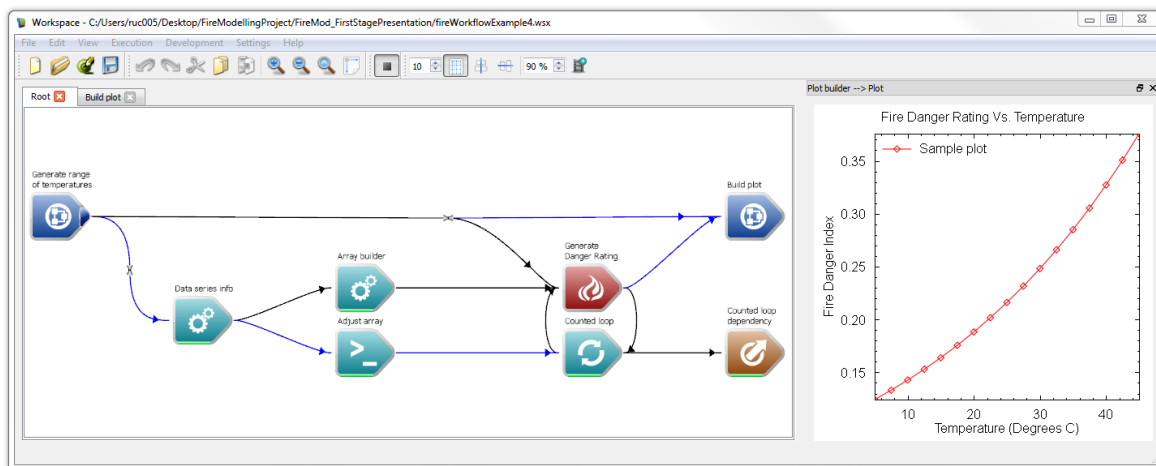 Workspace - C:/Users/ruc005/Desktop/FireModellingProject/FireMod_FirstStagePresentation/fireWorkflowExample4.wsx
File Edit View Execution Development Settings Help
10
90 %
Root
Build plot
Generate range
of temperatures
Data series info
Array builder
Adjust array
Generate
Danger Rating
Counted loop
Build plot
Counted loop
dependency
Plot builder --> Plot
Fire Danger Rating Vs. Temperature
Sample plot
Fire Danger Index
0.35
0.30
0.25
0.20
0.15
10 20 30 40
Temperature (Degrees C)